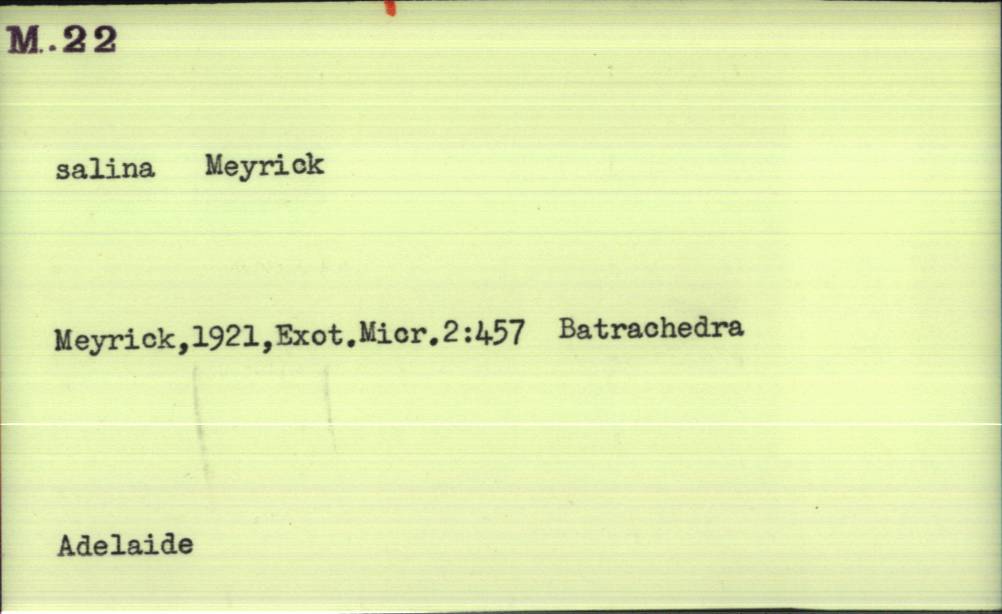 M.22
salina Meyrick
Meyrick,1921,Exot.Micr.2:457 Batrachedra
Adelaide